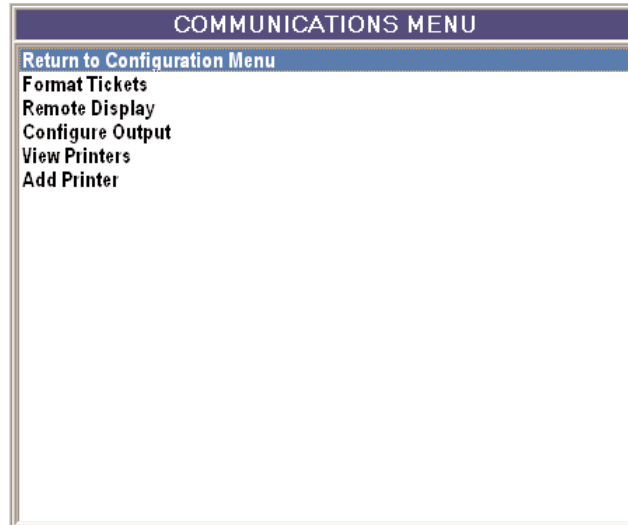 COMMUNICATIONS MENU
Return to Configuration Menu
Format Tickets
Remote Display
Configure Output
View Printers
Add Printer